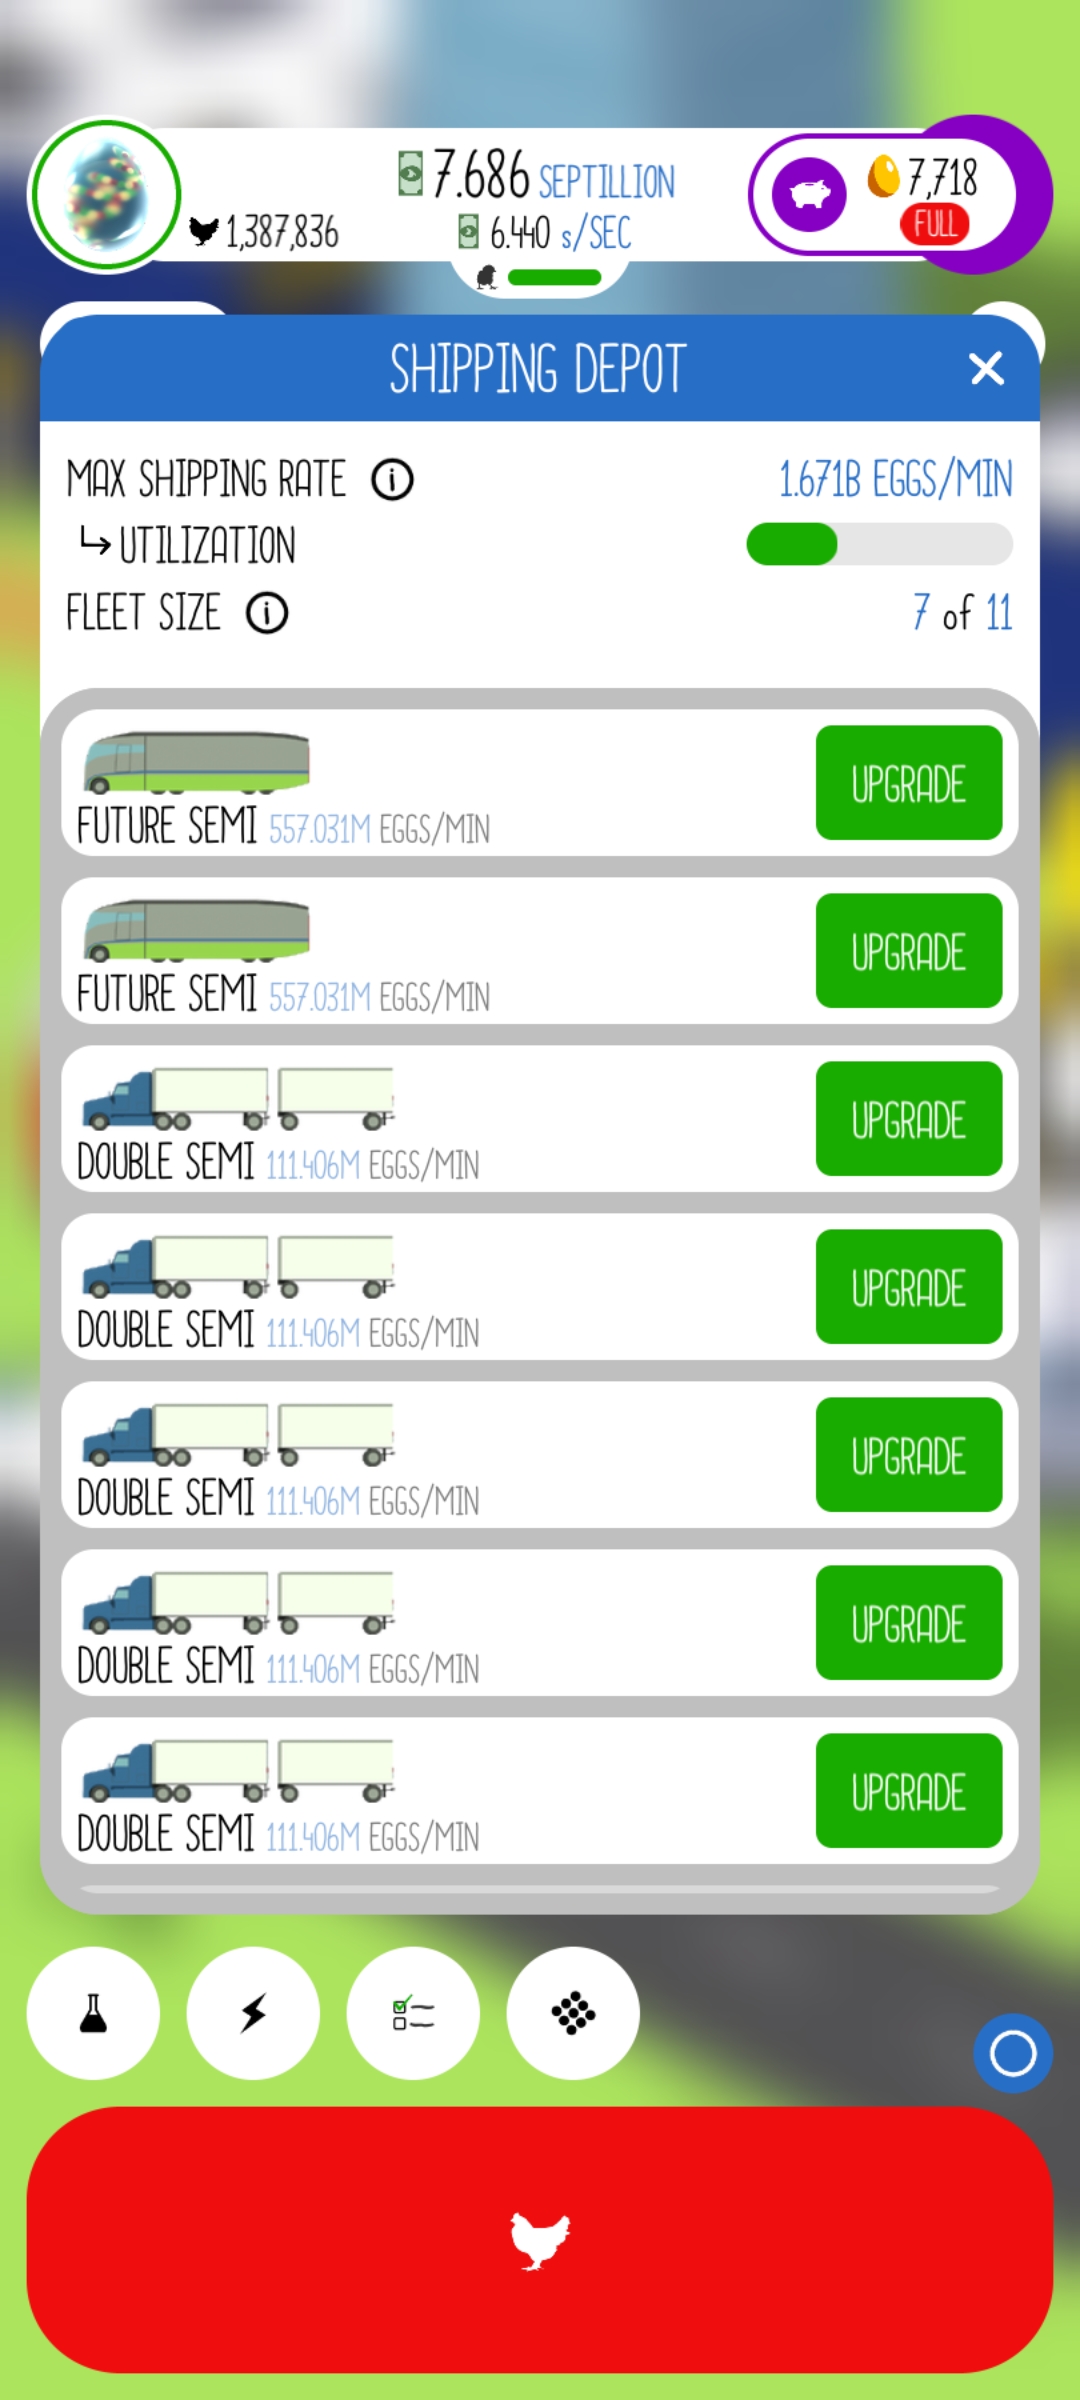 7.686 SEPTILLION
7,718
1,387,836
6.440 s/SEC
FULL
SHIPPING DEPOT
MAX SHIPPING RATE 1.671B EGGS/MIN
UTILIZATION
FLEET SIZE 7 of 11
UPGRADE
FUTURE SEMI 557.031M EGGS/MIN
UPGRADE
FUTURE SEMI 557.031M EGGS/MIN
UPGRADE
DOUBLE SEMI 111.406M EGGS/MIN
UPGRADE
DOUBLE SEMI 111.406M EGGS/MIN
UPGRADE
DOUBLE SEMI 111.406M EGGS/MIN
UPGRADE
DOUBLE SEMI 111.406M EGGS/MIN
UPGRADE
DOUBLE SEMI 111.406M EGGS/MIN